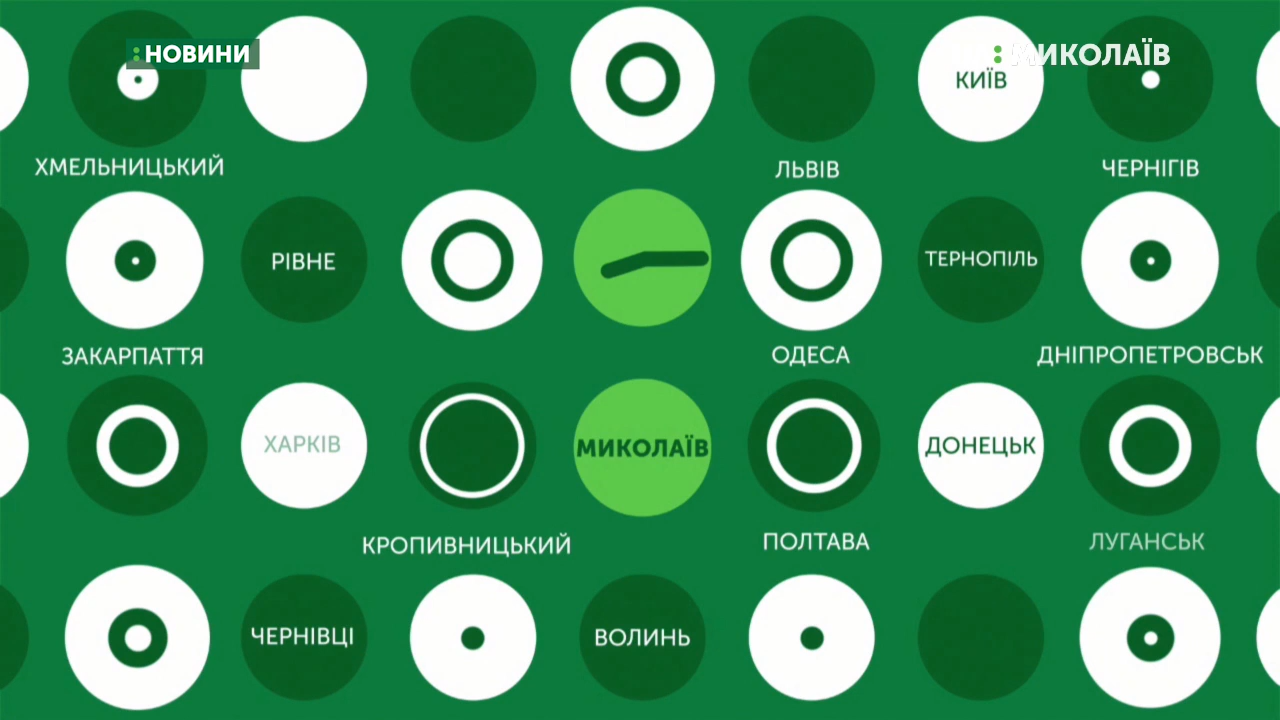 :НОВИНИ
:МИКОЛАЇВ
КИЇВ
ХМЕЛЬНИЦЬКИЙ
ЛЬВІВ
ЧЕРНІГІВ
РІВНЕ
ТЕРНОПІЛЬ
ЗАКАРПАТТЯ
ОДЕСА
ДНІПРОПЕТРОВСЬК
ХАРКІВ
МИКОЛАЇВ
ДОНЕЦЬК
КРОПИВНИЦЬКИЙ
ПОЛТАВА
ЛУГАНСЬК
ЧЕРНІВЦІ
ВОЛИНЬ